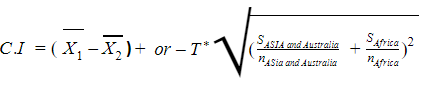 C.I = ( X̅₁ – X̅₂ ) + or – T* √( S_ASIA and Australia / n_ASia and Australia + S_Africa / n_Africa )²